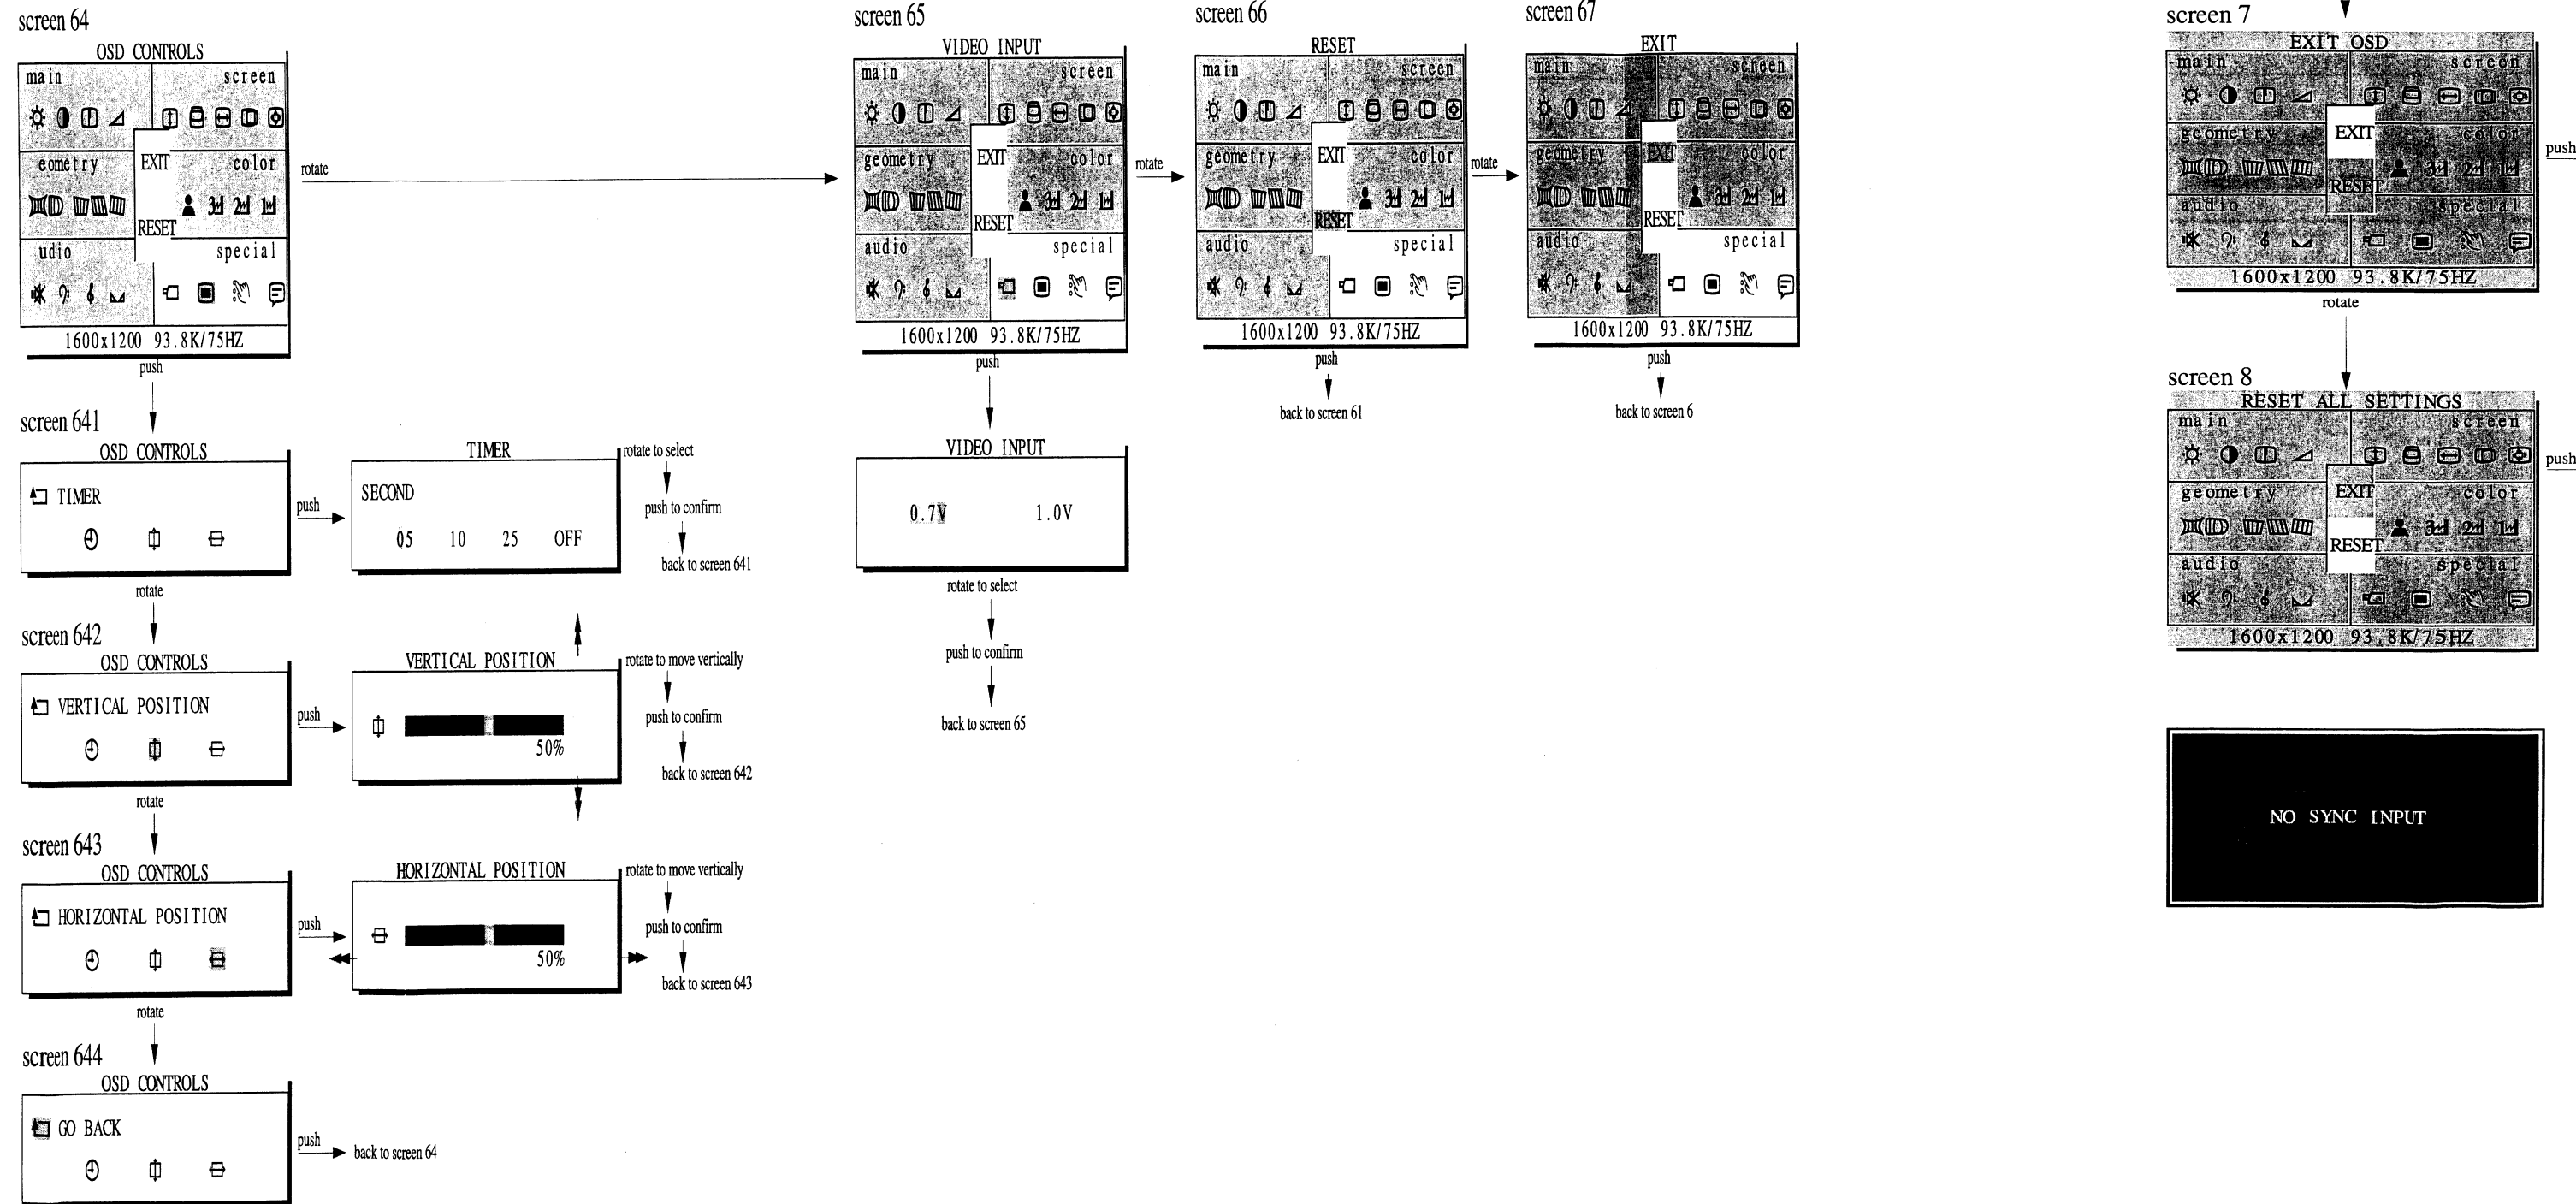 screen 64
OSD CONTROLS
main screen
EXIT
eometry color
RESET
udio special
1600x1200 93.8K/75HZ
rotate
push
screen 641
OSD CONTROLS
TIMER
push
TIMER
SECOND
05 10 25 OFF
rotate to select
push to confirm
back to screen 641
rotate
screen 642
OSD CONTROLS
VERTICAL POSITION
push
VERTICAL POSITION
50%
rotate to move vertically
push to confirm
back to screen 642
rotate
screen 643
OSD CONTROLS
HORIZONTAL POSITION
push
HORIZONTAL POSITION
50%
rotate to move vertically
push to confirm
back to screen 643
rotate
screen 644
OSD CONTROLS
GO BACK
push
back to screen 64
screen 65
VIDEO INPUT
main screen
EXIT
geometry color
RESET
audio special
1600x1200 93.8K/75HZ
rotate
push
VIDEO INPUT
0.7V 1.0V
rotate to select
push to confirm
back to screen 65
screen 66
RESET
main screen
EXIT
geometry color
RESET
audio special
1600x1200 93.8K/75HZ
rotate
push
back to screen 61
screen 67
EXIT
main screen
EXIT
geometry color
RESET
audio special
1600x1200 93.8K/75HZ
push
back to screen 6
screen 7
EXIT OSD
main screen
EXIT
geometry color
RESET
audio special
1600x1200 93.8K/75HZ
push
rotate
screen 8
RESET ALL SETTINGS
main screen
EXIT
geometry color
RESET
audio special
1600x1200 93.8K/75HZ
push
NO SYNC INPUT